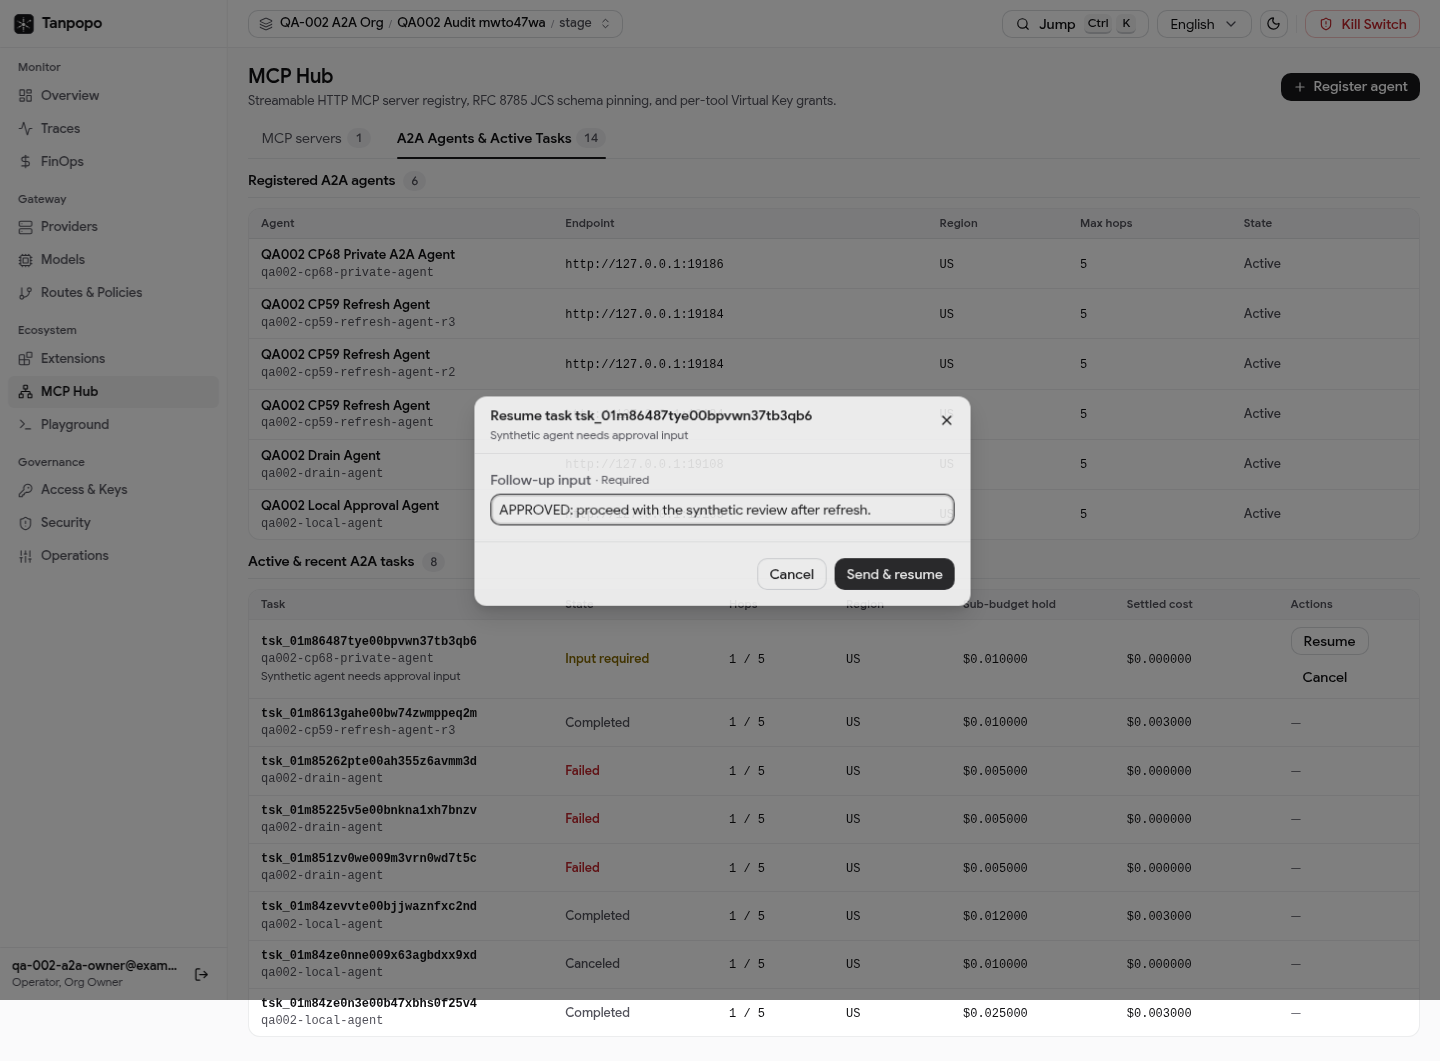 Tanpopo
QA-002 A2A Org / QA002 Audit mwto47wa / stage
Jump Ctrl K
English
Kill Switch
Monitor
Overview
Traces
FinOps
Gateway
Providers
Models
Routes & Policies
Ecosystem
Extensions
MCP Hub
Playground
Governance
Access & Keys
Security
Operations
qa-002-a2a-owner@exam...
Operator, Org Owner
MCP Hub
Streamable HTTP MCP server registry, RFC 8785 JCS schema pinning, and per-tool Virtual Key grants.
+ Register agent
MCP servers 1
A2A Agents & Active Tasks 14
Registered A2A agents 6
Agent Endpoint Region Max hops State
QA002 CP68 Private A2A Agent
qa002-cp68-private-agent
http://127.0.0.1:19186 US 5 Active
QA002 CP59 Refresh Agent
qa002-cp59-refresh-agent-r3
http://127.0.0.1:19184 US 5 Active
QA002 CP59 Refresh Agent
qa002-cp59-refresh-agent-r2
http://127.0.0.1:19184 US 5 Active
QA002 CP59 Refresh Agent
qa002-cp59-refresh-agent
US 5 Active
QA002 Drain Agent
qa002-drain-agent
http://127.0.0.1:19108 US 5 Active
QA002 Local Approval Agent
qa002-local-agent
5 Active
Resume task tsk_01m86487tye00bpvwn37tb3qb6
Synthetic agent needs approval input
Follow-up input · Required
APPROVED: proceed with the synthetic review after refresh.
Cancel
Send & resume
Active & recent A2A tasks 8
Task State Hops Region Sub-budget hold Settled cost Actions
tsk_01m86487tye00bpvwn37tb3qb6
qa002-cp68-private-agent
Synthetic agent needs approval input
Input required 1 / 5 US $0.010000 $0.000000
Resume
Cancel
tsk_01m8613gahe00bw74zwmppeq2m
qa002-cp59-refresh-agent-r3
Completed 1 / 5 US $0.010000 $0.003000 —
tsk_01m85262pte00ah355z6avmm3d
qa002-drain-agent
Failed 1 / 5 US $0.005000 $0.000000 —
tsk_01m85225v5e00bnkna1xh7bnzv
qa002-drain-agent
Failed 1 / 5 US $0.005000 $0.000000 —
tsk_01m851zv0we009m3vrn0wd7t5c
qa002-drain-agent
Failed 1 / 5 US $0.005000 $0.000000 —
tsk_01m84zevvte00bjjwaznfxc2nd
qa002-local-agent
Completed 1 / 5 US $0.012000 $0.003000 —
tsk_01m84ze0nne009x63agbdxx9xd
qa002-local-agent
Canceled 1 / 5 US $0.010000 $0.000000 —
tsk_01m84ze0n3e00b47xbhs0f25v4
qa002-local-agent
Completed 1 / 5 US $0.025000 $0.003000 —